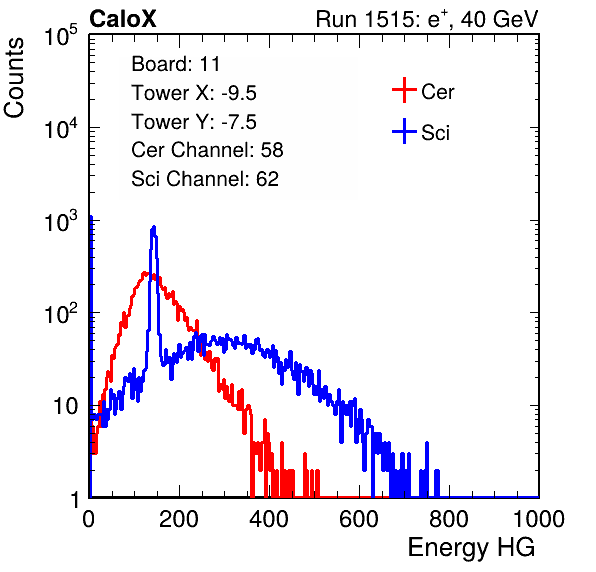 CaloX Run 1515: e+, 40 GeV
Counts
Board: 11
Tower X: -9.5
Tower Y: -7.5
Cer Channel: 58
Sci Channel: 62
Cer
Sci
10^5
10^4
10^3
10^2
10
1
0 200 400 600 800 1000
Energy HG